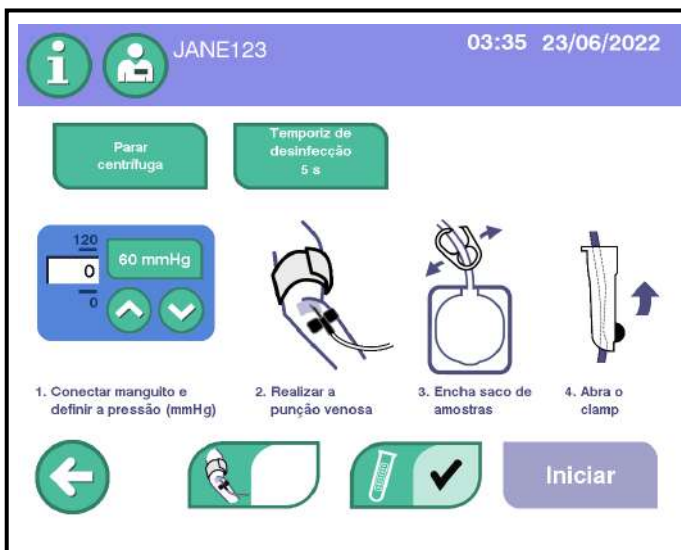 JANE123
03:35 23/06/2022
Parar
centrífuga
Temporiz de
desinfecção
5 s
120
0
0
60 mmHg
1. Conectar manguito e
definir a pressão (mmHg)
2. Realizar a
punção venosa
3. Encha saco de
amostras
4. Abra o
clamp
Iniciar